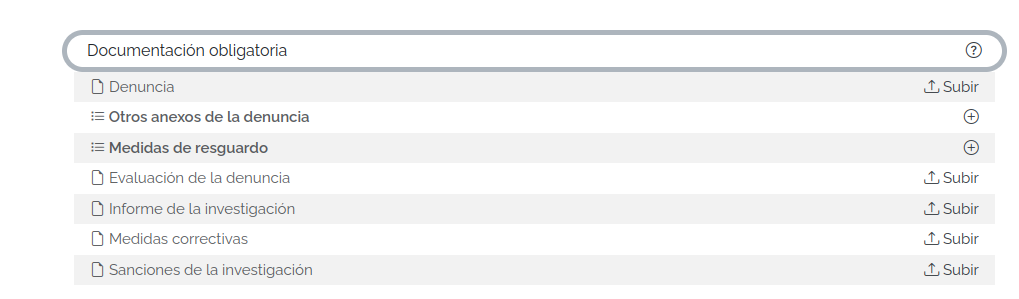 Documentación obligatoria
Denuncia Subir
Otros anexos de la denuncia
Medidas de resguardo
Evaluación de la denuncia Subir
Informe de la investigación Subir
Medidas correctivas Subir
Sanciones de la investigación Subir